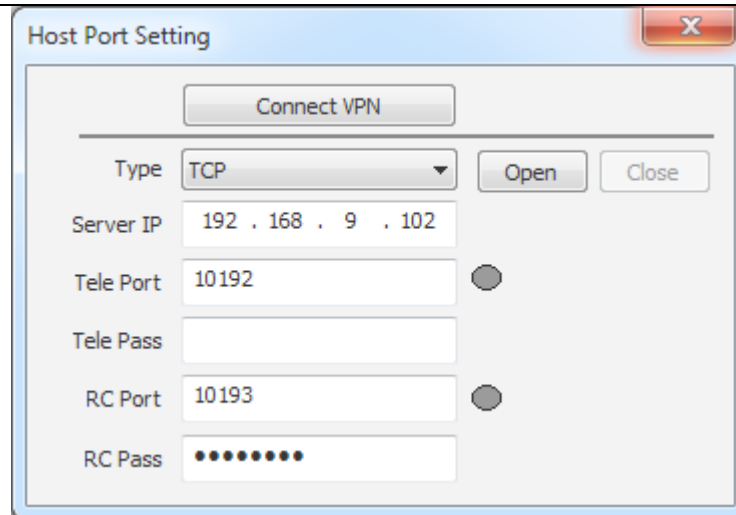 Host Port Setting
X
Connect VPN
Type TCP Open Close
Server IP 192 . 168 . 9 . 102
Tele Port 10192
Tele Pass
RC Port 10193
RC Pass ●●●●●●●●